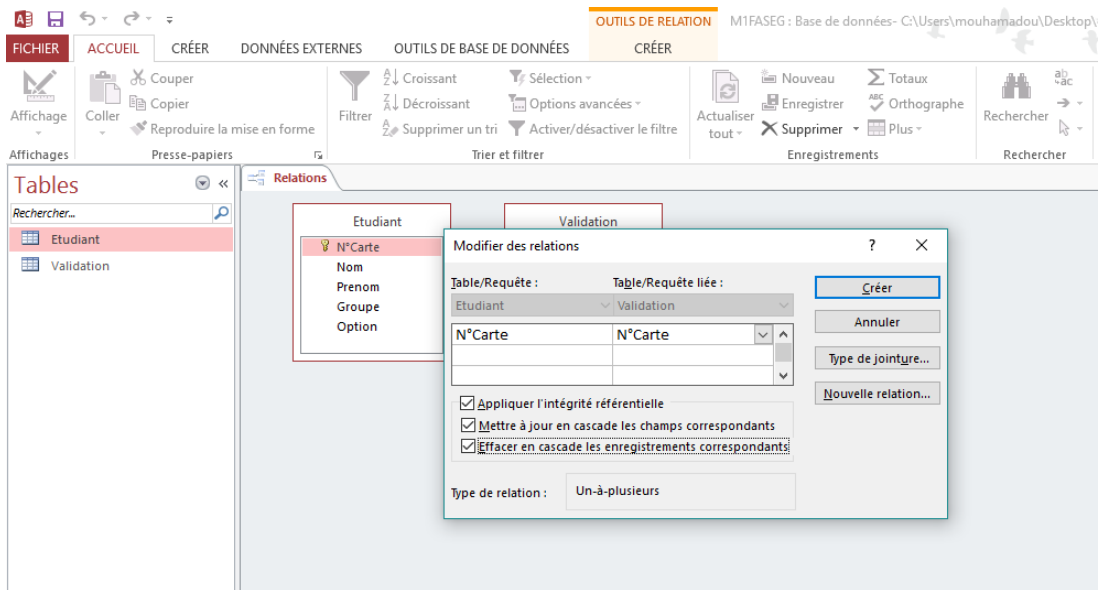 OUTILS DE RELATION M1FASEG : Base de données- C:\Users\mouhamadou\Desktop\
FICHIER ACCUEIL CRÉER DONNÉES EXTERNES OUTILS DE BASE DE DONNÉES CRÉER
Affichage
Coller
Couper
Copier
Reproduire la mise en forme
Filtrer
Croissant
Décroissant
Supprimer un tri
Sélection
Options avancées
Activer/désactiver le filtre
Actualiser
tout
Nouveau
Enregistrer
Supprimer
Totaux
Orthographe
Plus
Rechercher
Affichages Presse-papiers Trier et filtrer Enregistrements Rechercher
Tables
Rechercher...
Etudiant
Validation
Relations
Etudiant
N°Carte
Nom
Prenom
Groupe
Option
Validation
Modifier des relations ? X
Table/Requête : Table/Requête liée :
Etudiant Validation
N°Carte N°Carte
Appliquer l'intégrité référentielle
Mettre à jour en cascade les champs correspondants
Effacer en cascade les enregistrements correspondants
Type de relation : Un-à-plusieurs
Créer
Annuler
Type de jointure...
Nouvelle relation...